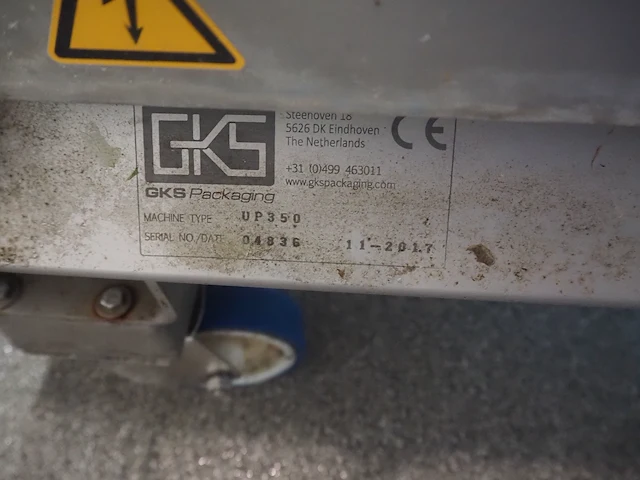 GKS
GKS Packaging
Steenoven 18
5626 DK Eindhoven
The Netherlands
CE
+31 (0)499 463011
www.gkspackaging.com
MACHINE TYPE UP350
SERIAL NO/DATE 04836 11-2017